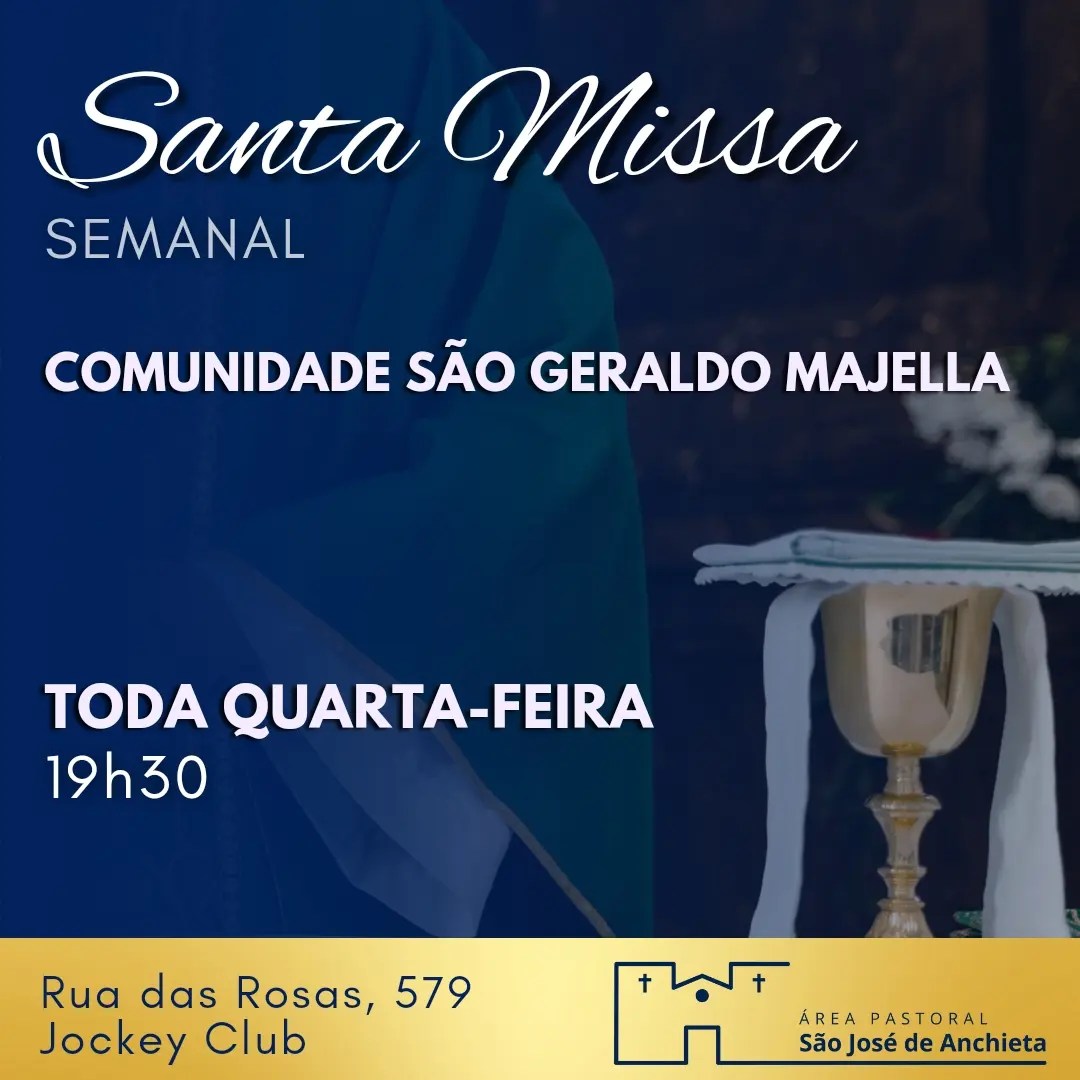 Santa Missa
SEMANAL
COMUNIDADE SÃO GERALDO MAJELLA
TODA QUARTA-FEIRA
19h30
Rua das Rosas, 579
Jockey Club
ÁREA PASTORAL
São José de Anchieta